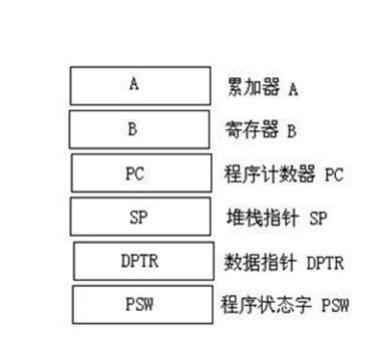 A 累加器 A
B 寄存器 B
PC 程序计数器 PC
SP 堆栈指针 SP
DPTR 数据指针 DPTR
PSW 程序状态字 PSW